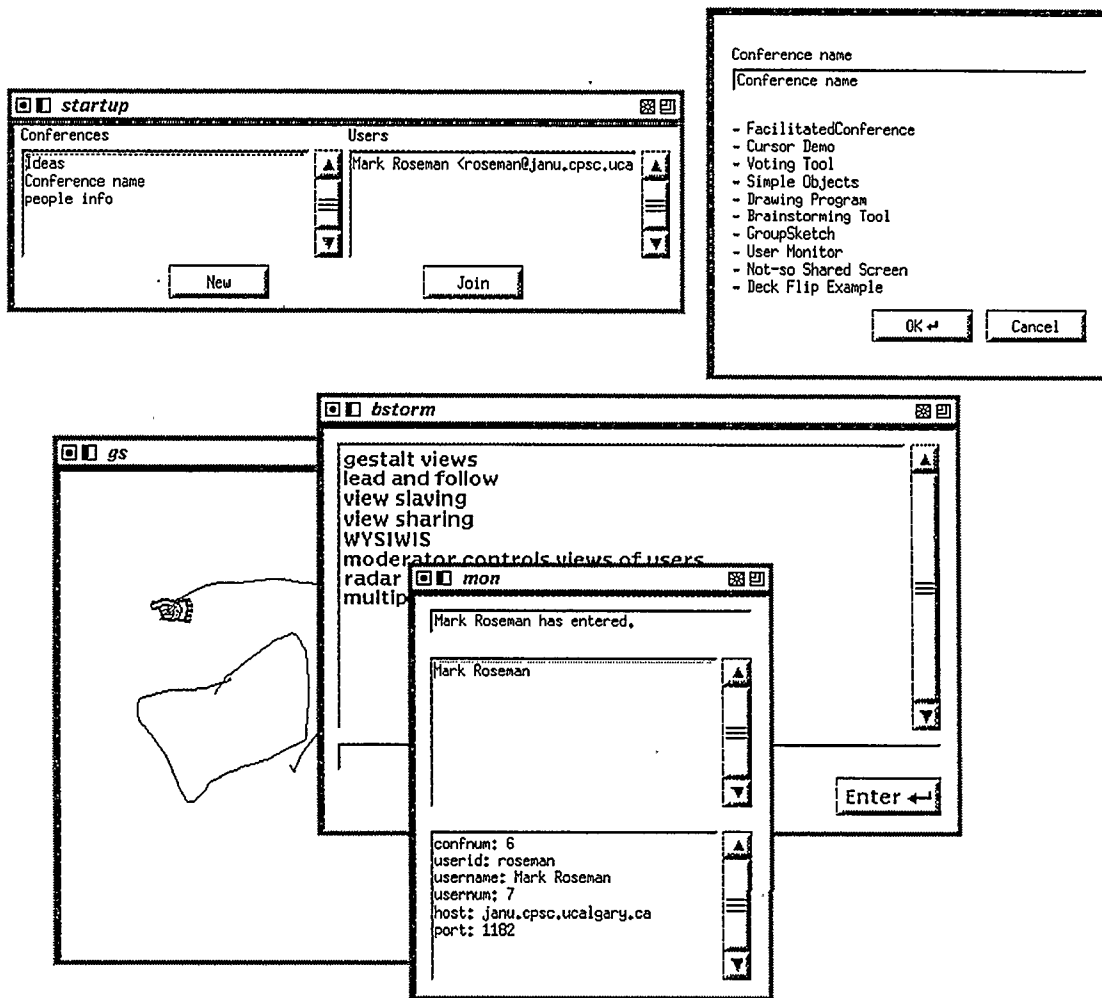 Conference name
Conference name
- FacilitatedConference
- Cursor Demo
- Voting Tool
- Simple Objects
- Drawing Program
- Brainstorming Tool
- GroupSketch
- User Monitor
- Not-so Shared Screen
- Deck Flip Example
OK Cancel
startup
Conferences Users
Ideas
Conference name
people info
Mark Roseman <roseman@janu.cpsc.uca
New Join
bstorm
gestalt views
lead and follow
view slaving
view sharing
WYSIWIS
moderator controls views of users
radar
multip
Enter
gs
mon
Mark Roseman has entered.
Mark Roseman
confnum: 6
userid: roseman
username: Mark Roseman
usernum: 7
host: janu.cpsc.ucalgary.ca
port: 1182